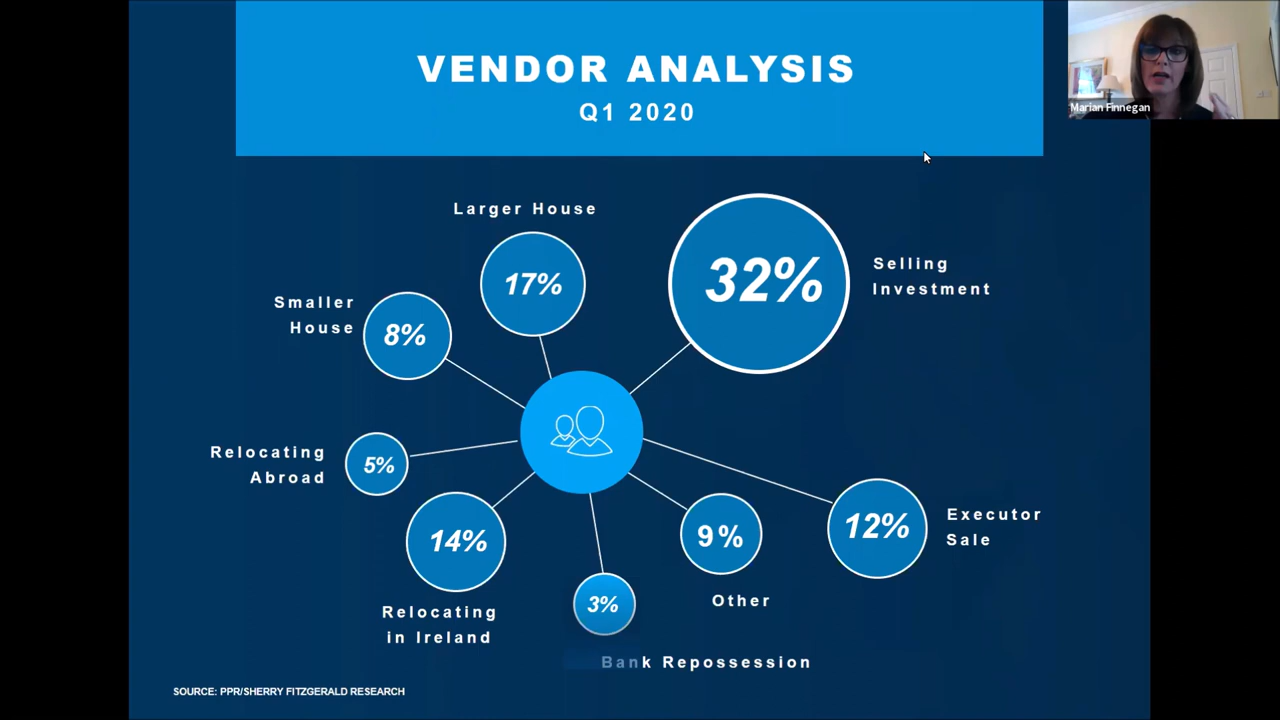 VENDOR ANALYSIS
Q1 2020
Marian Finnegan
Larger House
17%
32%
Selling
Investment
Smaller
House
8%
Relocating
Abroad
5%
14%
Relocating
in Ireland
3%
Bank Repossession
9%
Other
12%
Executor
Sale
SOURCE: PPR/SHERRY FITZGERALD RESEARCH